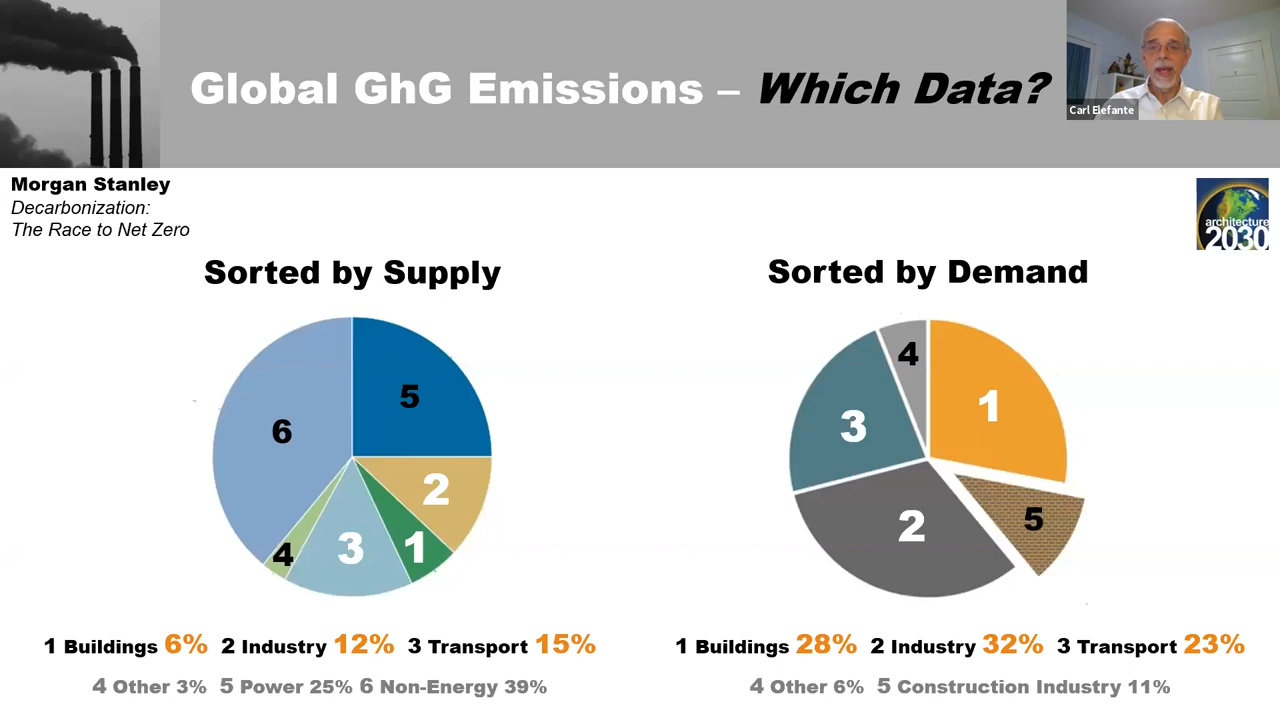 Global GhG Emissions – Which Data?
Carl Elefante
Morgan Stanley
Decarbonization:
The Race to Net Zero
architecture
2030
Sorted by Supply
Sorted by Demand
5
6
2
1
3
4
4
1
3
5
2
1 Buildings 6% 2 Industry 12% 3 Transport 15%
4 Other 3% 5 Power 25% 6 Non-Energy 39%
1 Buildings 28% 2 Industry 32% 3 Transport 23%
4 Other 6% 5 Construction Industry 11%